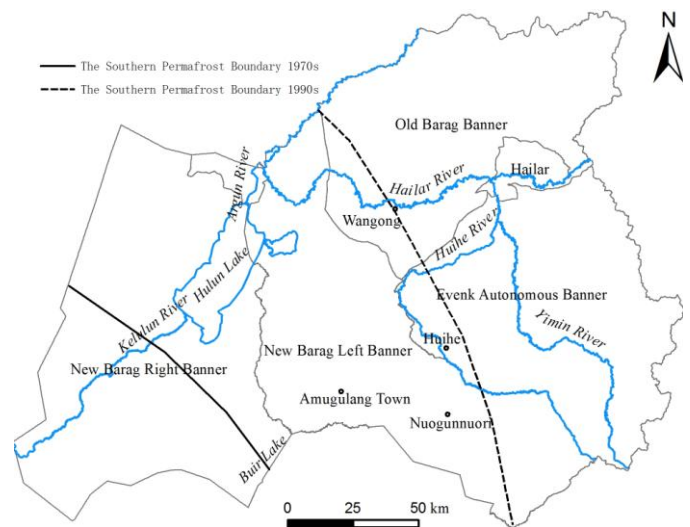 N
The Southern Permafrost Boundary 1970s
The Southern Permafrost Boundary 1990s
Old Barag Banner
Hailar
Hailar River
Argun River
Wangong
Huihe River
Hulun Lake
Evenk Autonomous Banner
Kelulun River
Yimin River
Huihe
New Barag Left Banner
New Barag Right Banner
Amugulang Town
Nuogunnuori
Buir Lake
0 25 50 km